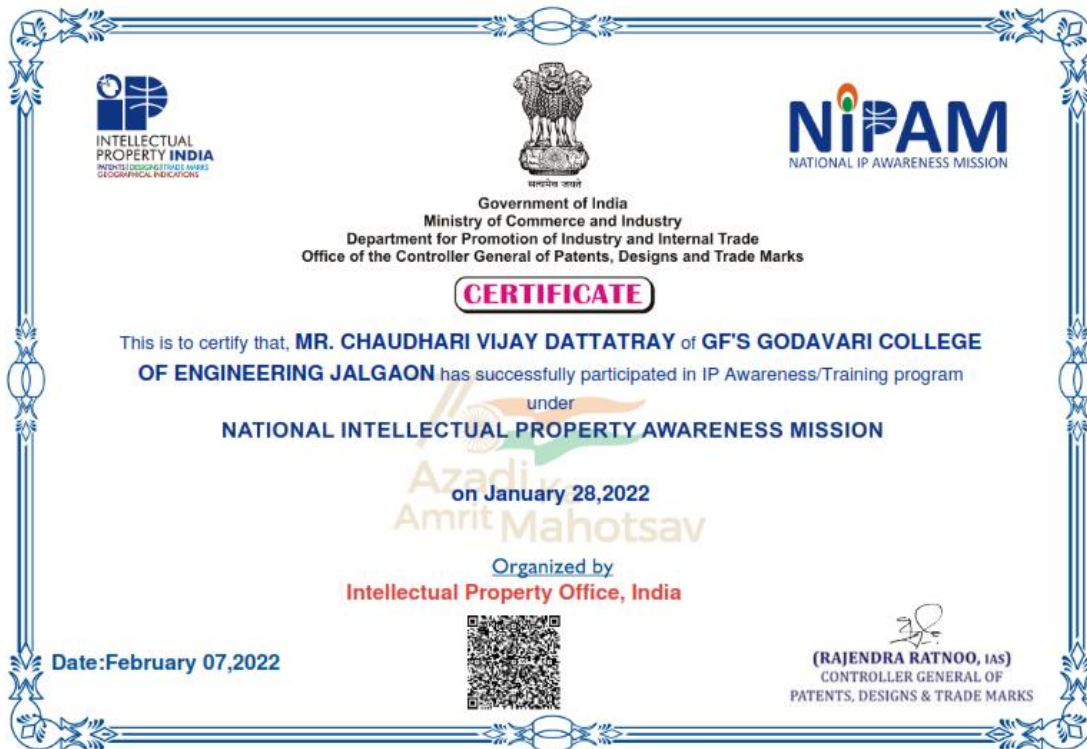 iP
INTELLECTUAL
PROPERTY INDIA
PATENTS | DESIGNS | TRADE MARKS
GEOGRAPHICAL INDICATIONS
सत्यमेव जयते
NiPAM
NATIONAL IP AWARENESS MISSION
Government of India
Ministry of Commerce and Industry
Department for Promotion of Industry and Internal Trade
Office of the Controller General of Patents, Designs and Trade Marks
CERTIFICATE
This is to certify that, MR. CHAUDHARI VIJAY DATTATRAY of GF'S GODAVARI COLLEGE
OF ENGINEERING JALGAON has successfully participated in IP Awareness/Training program
under
NATIONAL INTELLECTUAL PROPERTY AWARENESS MISSION
Azadi Ka
on January 28,2022
Amrit Mahotsav
Organized by
Intellectual Property Office, India
Date:February 07,2022
(RAJENDRA RATNOO, IAS)
CONTROLLER GENERAL OF
PATENTS, DESIGNS & TRADE MARKS